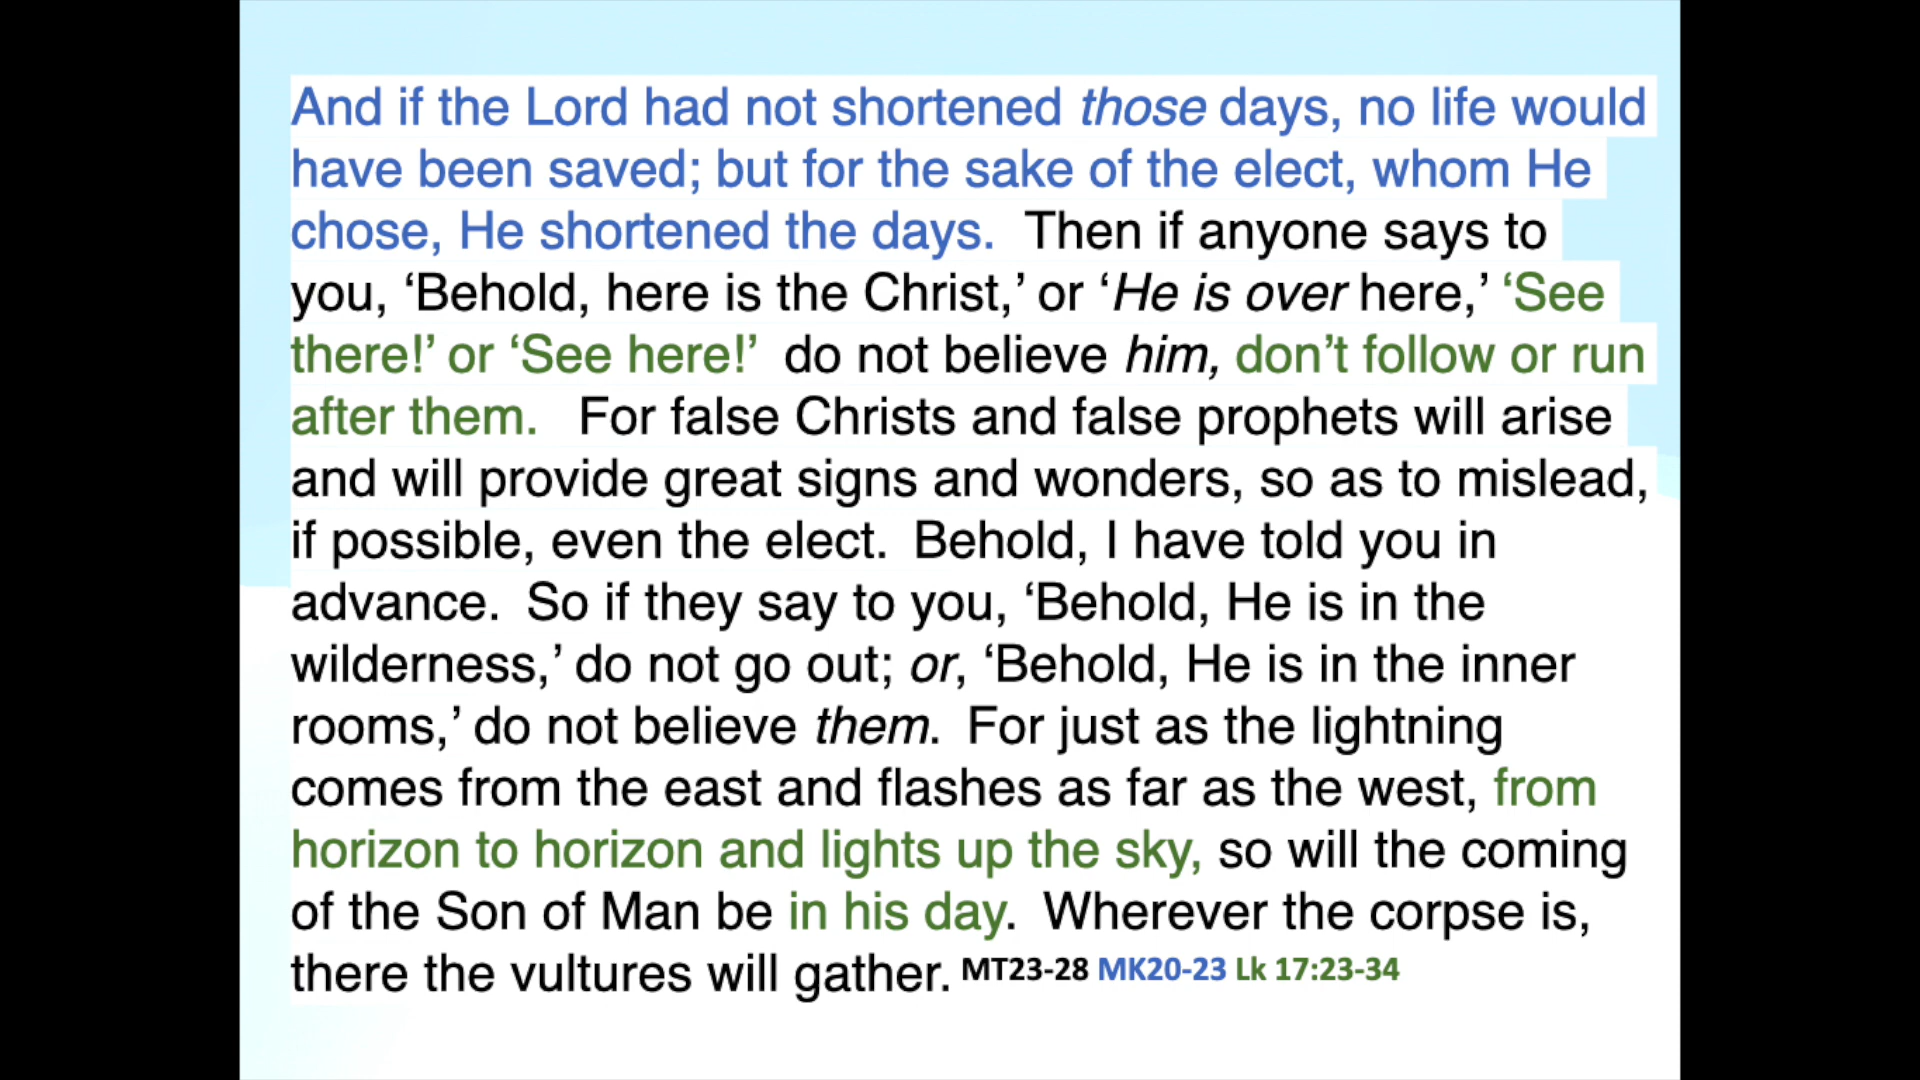 And if the Lord had not shortened those days, no life would
have been saved; but for the sake of the elect, whom He
chose, He shortened the days.  Then if anyone says to
you, ‘Behold, here is the Christ,’ or ‘He is over here,’ ‘See
there!’ or ‘See here!’  do not believe him, don’t follow or run
after them.   For false Christs and false prophets will arise
and will provide great signs and wonders, so as to mislead,
if possible, even the elect.  Behold, I have told you in
advance.  So if they say to you, ‘Behold, He is in the
wilderness,’ do not go out; or, ‘Behold, He is in the inner
rooms,’ do not believe them.  For just as the lightning
comes from the east and flashes as far as the west, from
horizon to horizon and lights up the sky, so will the coming
of the Son of Man be in his day.  Wherever the corpse is,
there the vultures will gather. MT23-28 MK20-23 Lk 17:23-34